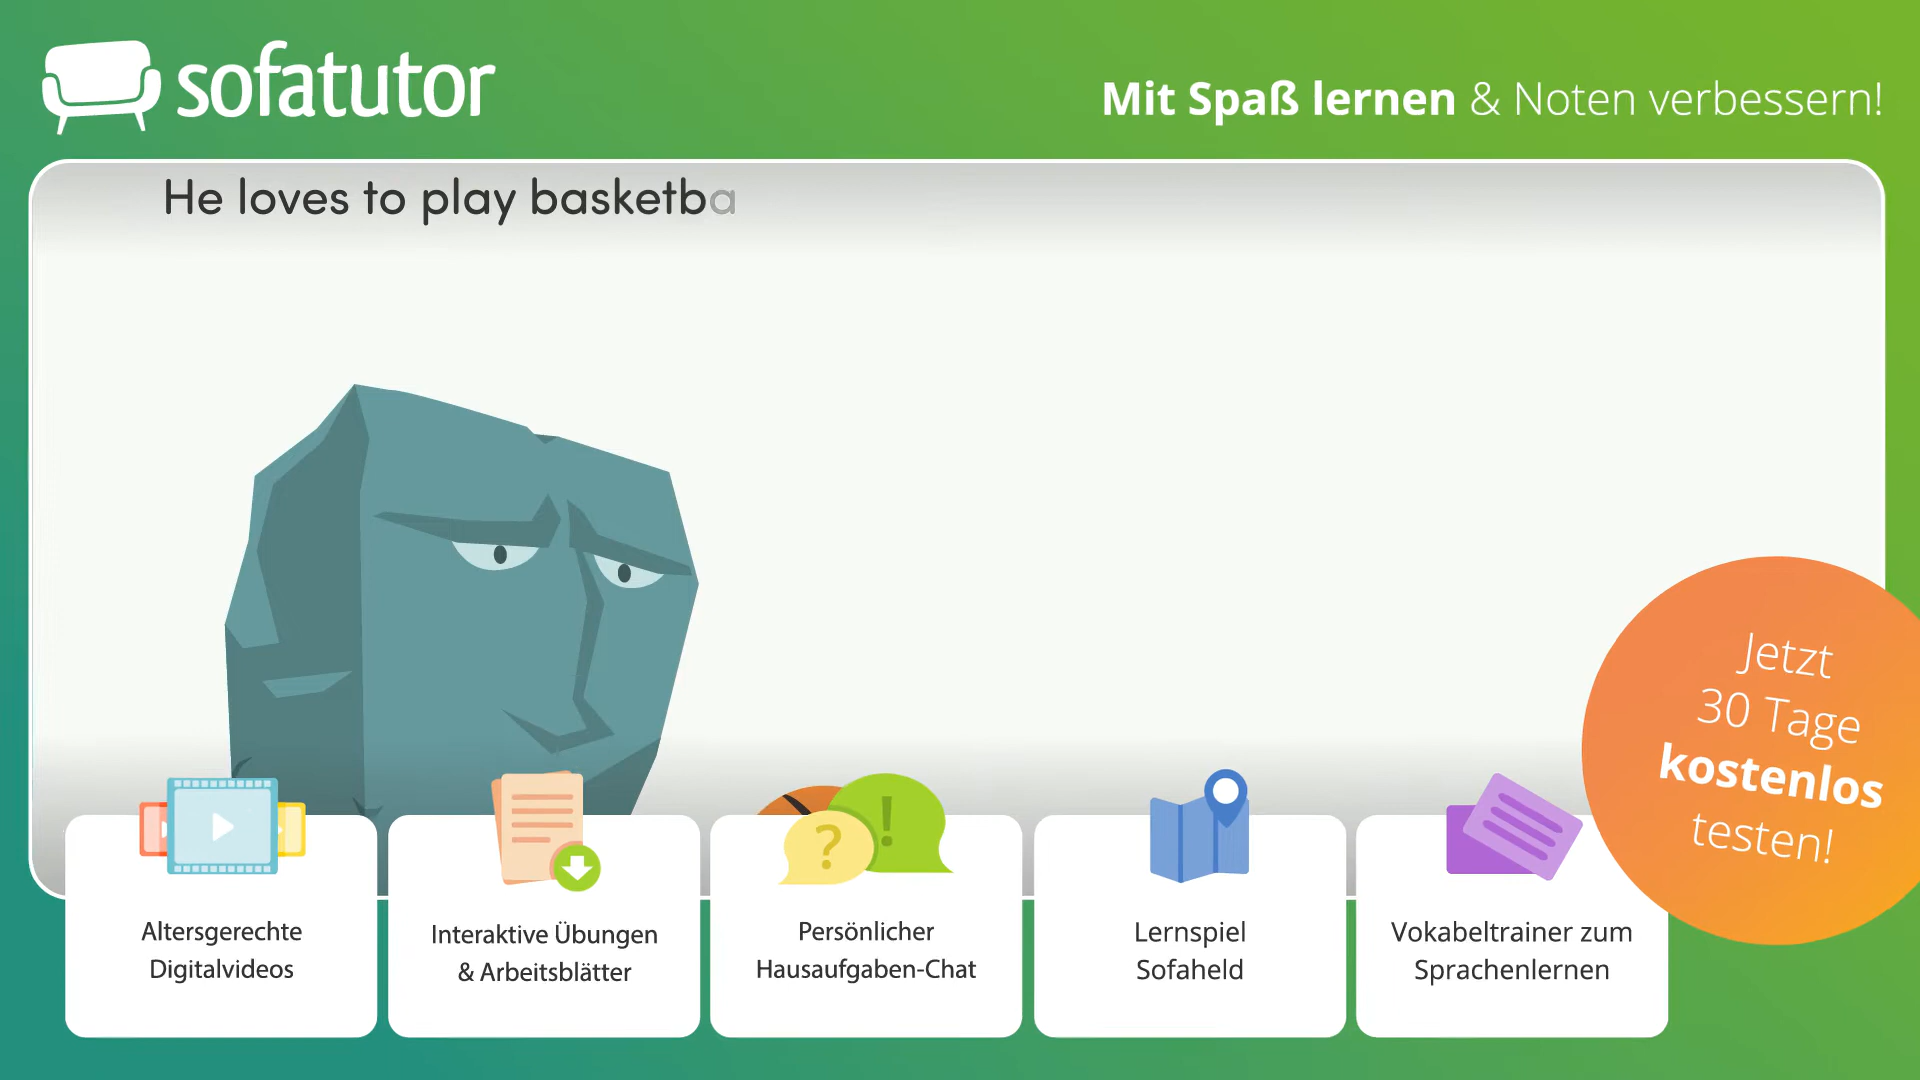 sofatutor
Mit Spaß lernen & Noten verbessern!
He loves to play basketba
Jetzt
30 Tage
kostenlos
testen!
?
!
Altersgerechte
Digitalvideos
Interaktive Übungen
& Arbeitsblätter
Persönlicher
Hausaufgaben-Chat
Lernspiel
Sofaheld
Vokabeltrainer zum
Sprachenlernen